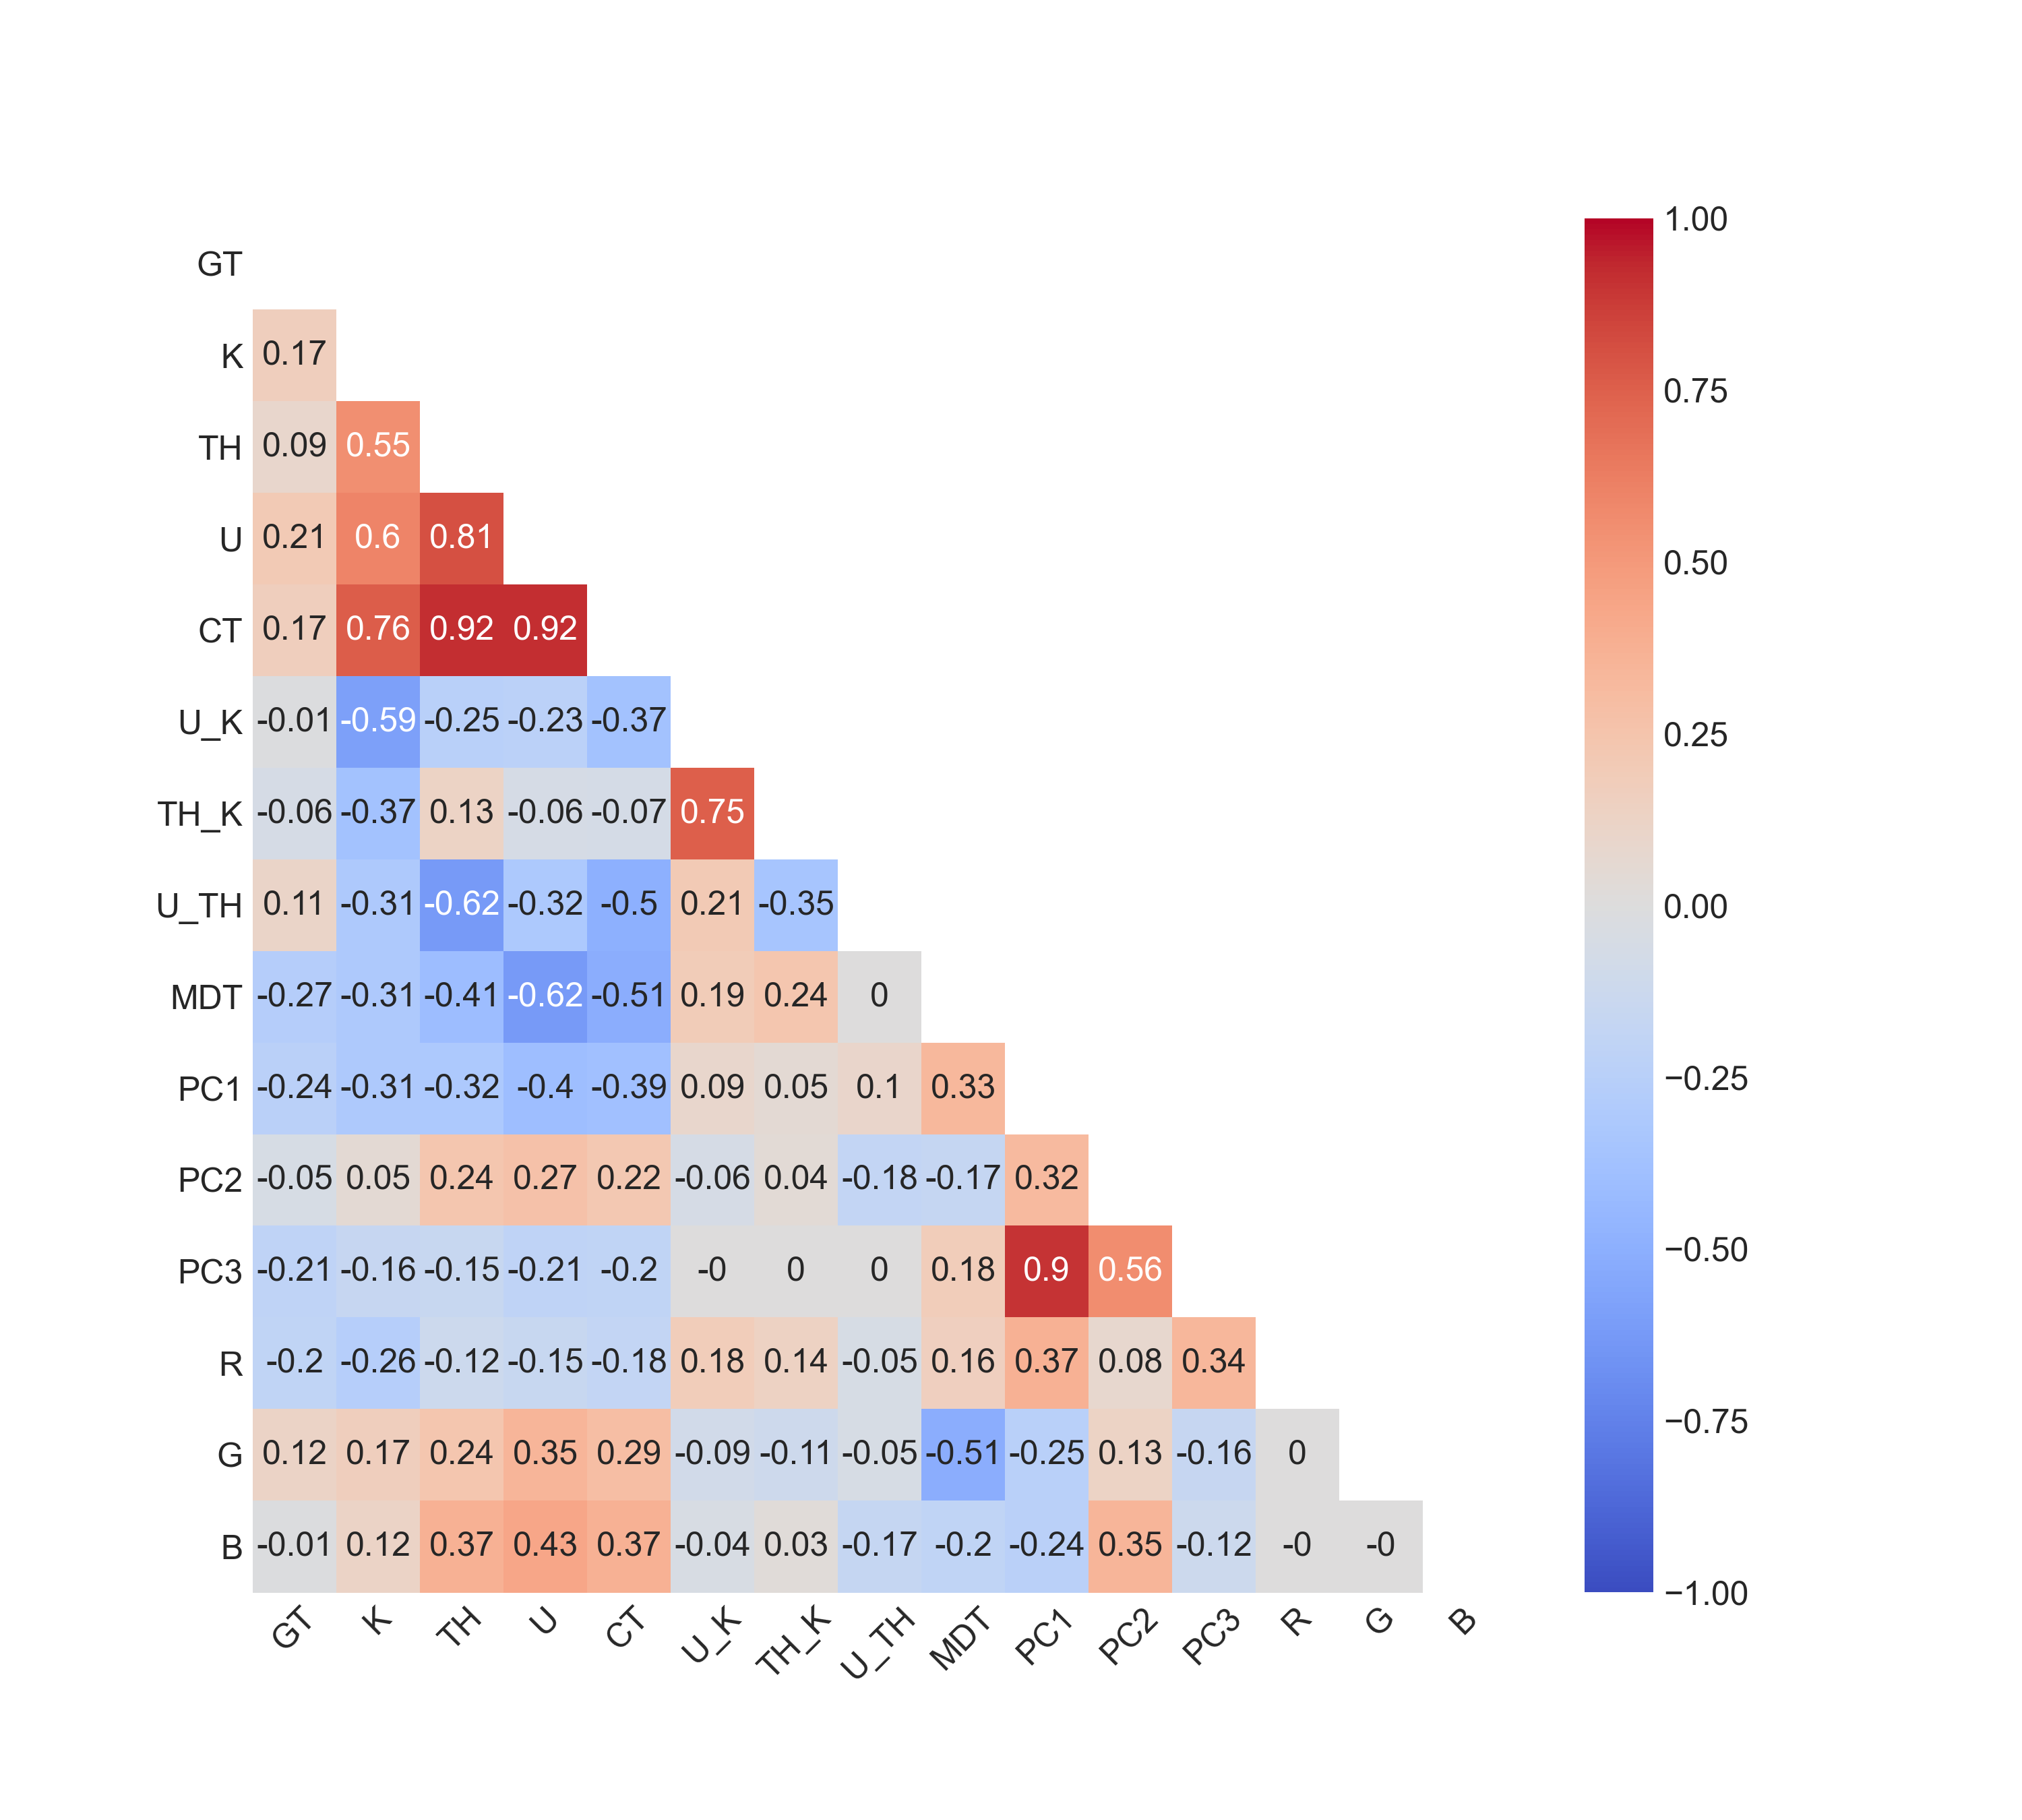 1.00
GT
K 0.17
0.75
TH 0.09 0.55
U 0.21 0.6 0.81
0.50
CT 0.17 0.76 0.92 0.92
U_K -0.01 -0.59 -0.25 -0.23 -0.37
0.25
TH_K -0.06 -0.37 0.13 -0.06 -0.07 0.75
U_TH 0.11 -0.31 -0.62 -0.32 -0.5 0.21 -0.35
0.00
MDT -0.27 -0.31 -0.41 -0.62 -0.51 0.19 0.24 0
PC1 -0.24 -0.31 -0.32 -0.4 -0.39 0.09 0.05 0.1 0.33
−0.25
PC2 -0.05 0.05 0.24 0.27 0.22 -0.06 0.04 -0.18 -0.17 0.32
−0.50
PC3 -0.21 -0.16 -0.15 -0.21 -0.2 -0 0 0 0.18 0.9 0.56
R -0.2 -0.26 -0.12 -0.15 -0.18 0.18 0.14 -0.05 0.16 0.37 0.08 0.34
−0.75
G 0.12 0.17 0.24 0.35 0.29 -0.09 -0.11 -0.05 -0.51 -0.25 0.13 -0.16 0
B -0.01 0.12 0.37 0.43 0.37 -0.04 0.03 -0.17 -0.2 -0.24 0.35 -0.12 -0 -0
−1.00
GT K TH U CT U_K TH_K U_TH MDT PC1 PC2 PC3 R G B